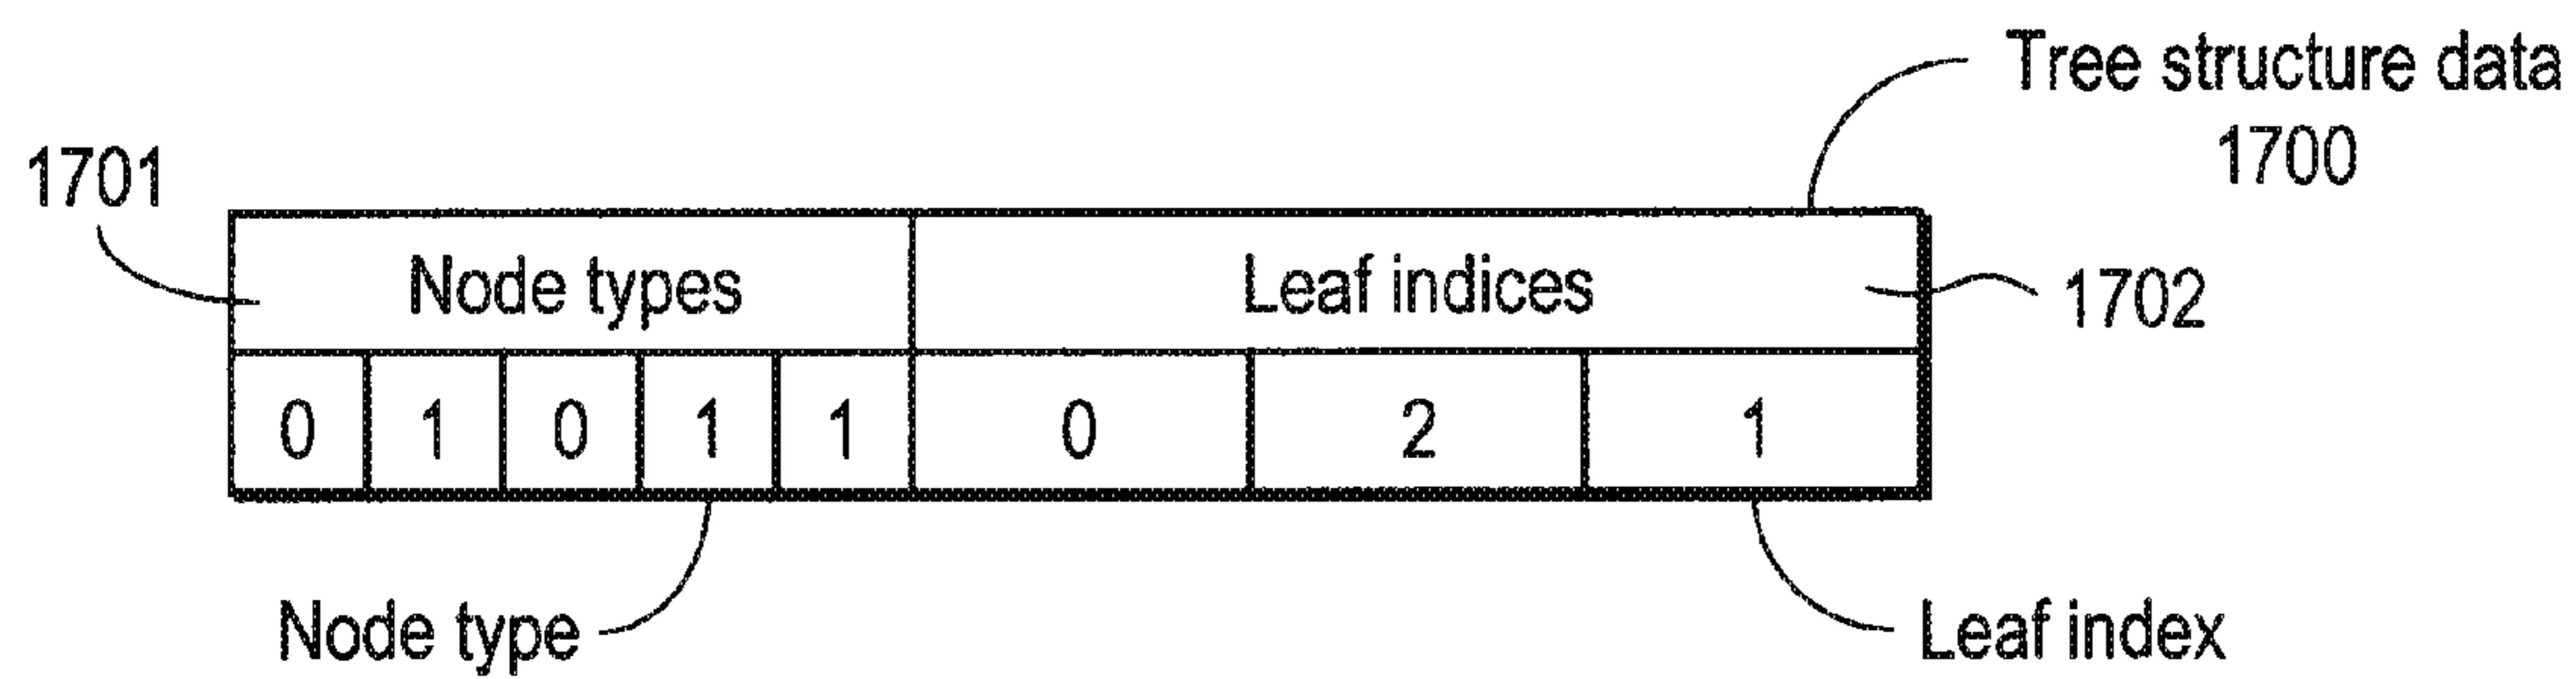 Tree structure data
1700
1701
Node types Leaf indices
1702
0 1 0 1 1 0 2 1
Node type
Leaf index